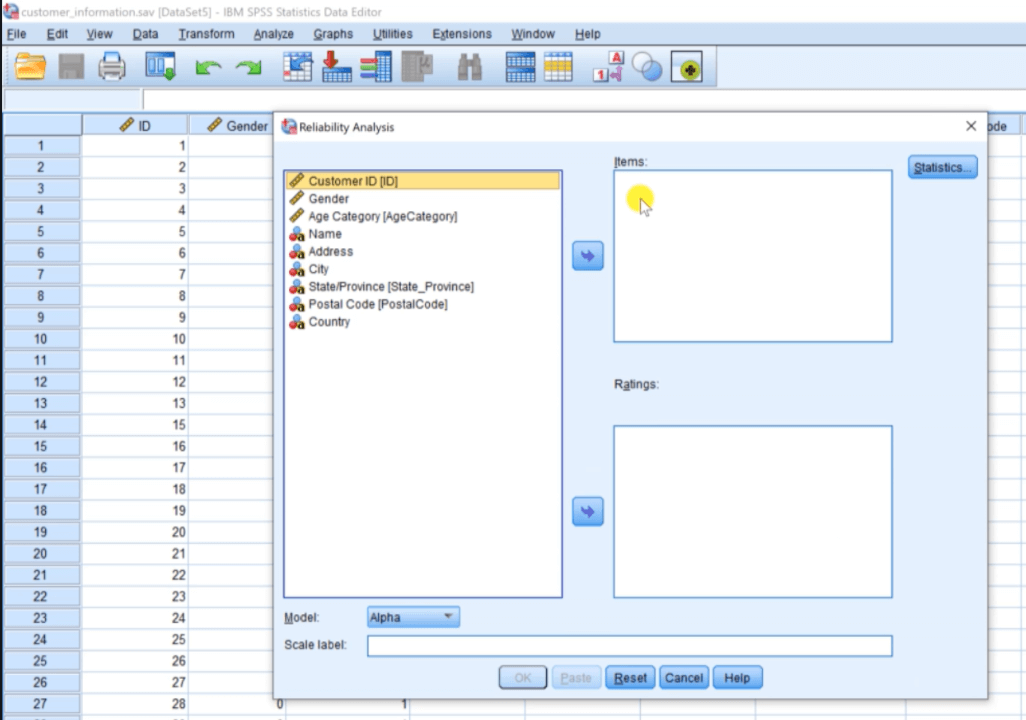 customer_information.sav [DataSet5] - IBM SPSS Statistics Data Editor
File Edit View Data Transform Analyze Graphs Utilities Extensions Window Help
ID Gender ode
Reliability Analysis
Items:
Statistics...
Customer ID [ID]
Gender
Age Category [AgeCategory]
Name
Address
City
State/Province [State_Province]
Postal Code [PostalCode]
Country
Ratings:
Model: Alpha
Scale label:
OK Paste Reset Cancel Help
1 1
2 2
3 3
4 4
5 5
6 6
7 7
8 8
9 9
10 10
11 11
12 12
13 13
14 15
15 16
16 17
17 18
18 19
19 20
20 21
21 22
22 23
23 24
24 25
25 26
26 27
27 28 0 1